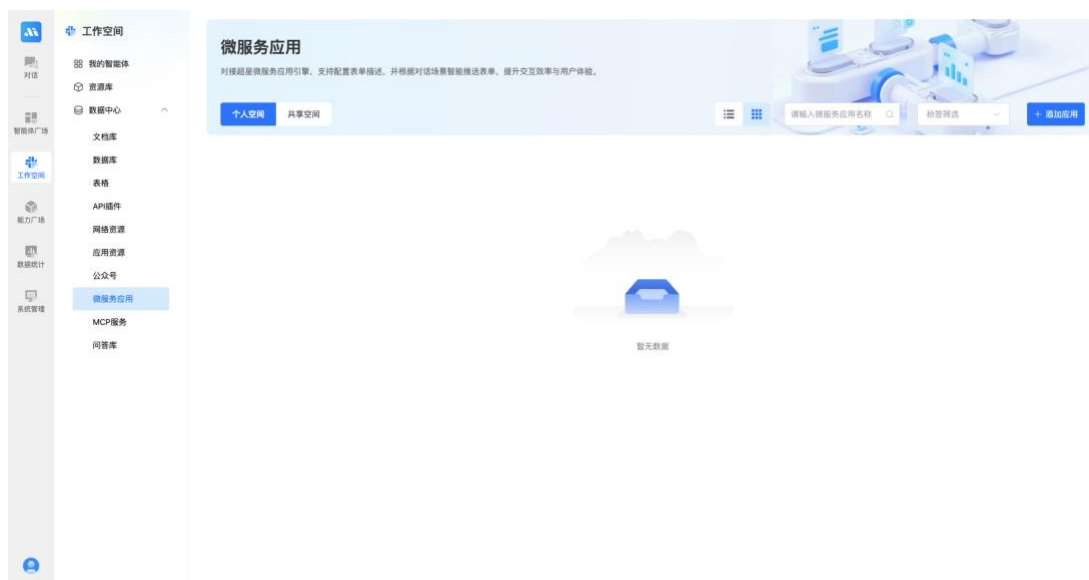 对话
智能体广场
工作空间
能力广场
数据统计
系统管理
工作空间
我的智能体
资源库
数据中心
文档库
数据库
表格
API插件
网络资源
应用资源
公众号
微服务应用
MCP服务
问答库
微服务应用
对接超星微服务应用引擎，支持配置表单描述，并根据对话场景智能推送表单，提升交互效率与用户体验。
个人空间 共享空间 请输入微服务应用名称 标签筛选 + 添加应用
暂无数据